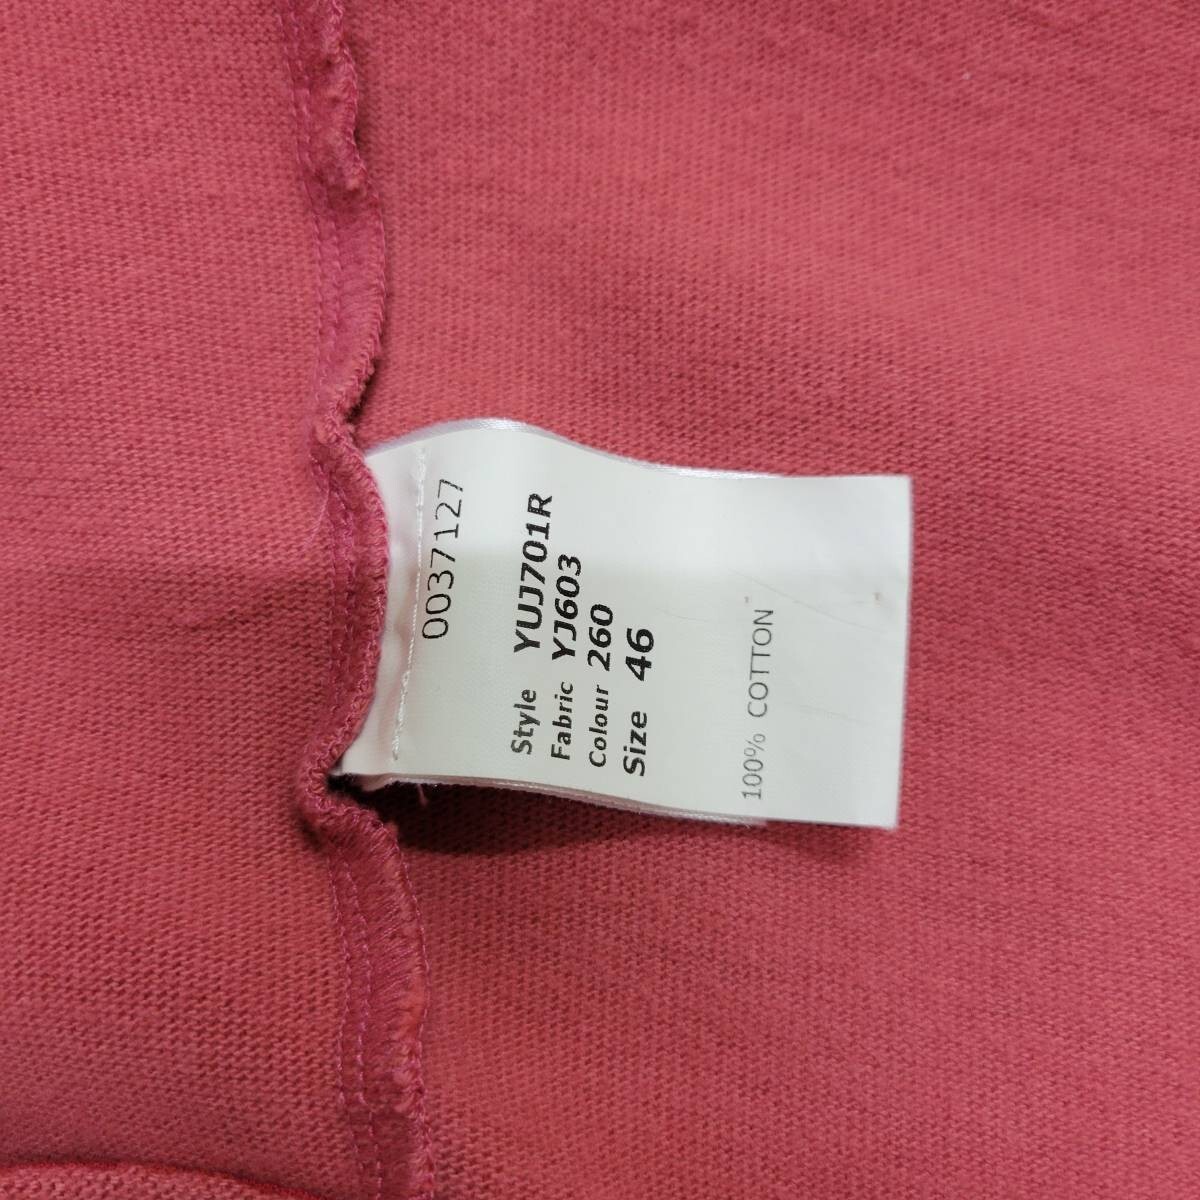 0037127
Style YUJ701R
Fabric YJ603
Colour 260
Size 46
100% COTTON